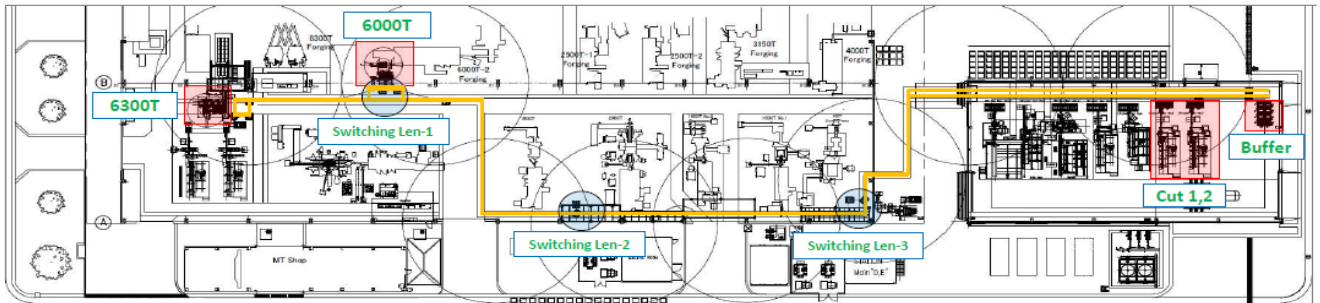 6000T
6300T
Forging
6000T-2
Forging
2500T-1
Forging
2500T-2
Forging
3150T
Forging
4000T
Forging
B
6300T
Switching Len-1
Buffer
Cut 1,2
A
Switching Len-2
Switching Len-3
MT Shop
Main "D,B"